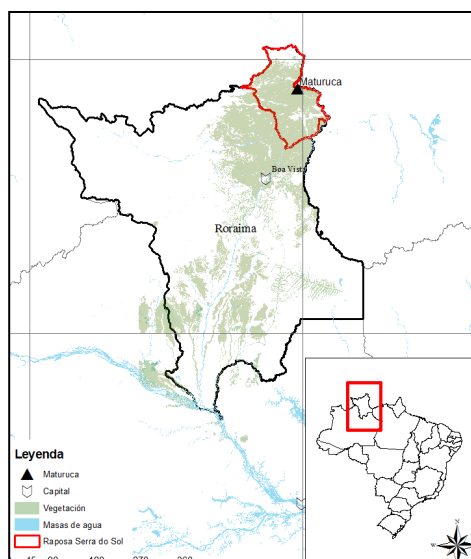 Maturuca
Boa Vista
Roraima
Leyenda
Maturuca
Capital
Vegetación
Masas de agua
Raposa Serra do Sol
N
W
E
S